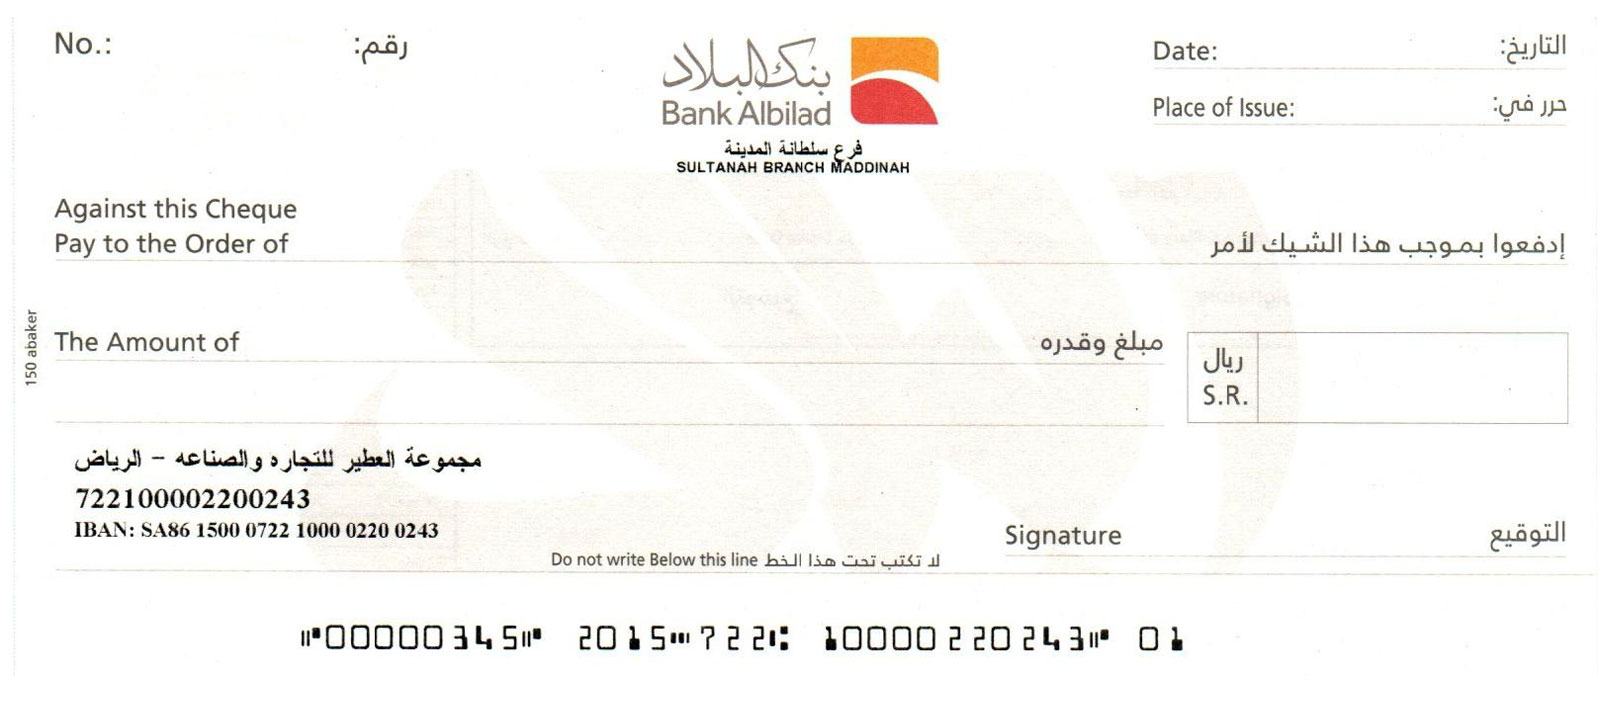 No.: رقم:
بنك البلاد
Bank Albilad
Date: التاريخ:
Place of Issue: حرر في:
فرع سلطانة المدينة
SULTANAH BRANCH MADDINAH
Against this Cheque
Pay to the Order of إدفعوا بموجب هذا الشيك لأمر
The Amount of مبلغ وقدره
ريال
S.R.
150 abaker
مجموعة العطير للتجاره والصناعه - الرياض
722100002200243
IBAN: SA86 1500 0722 1000 0220 0243
Signature التوقيع
Do not write Below this line لا تكتب تحت هذا الخط
⑈00000345⑈ 2015⑉722⑆ 10000220243⑈ 01